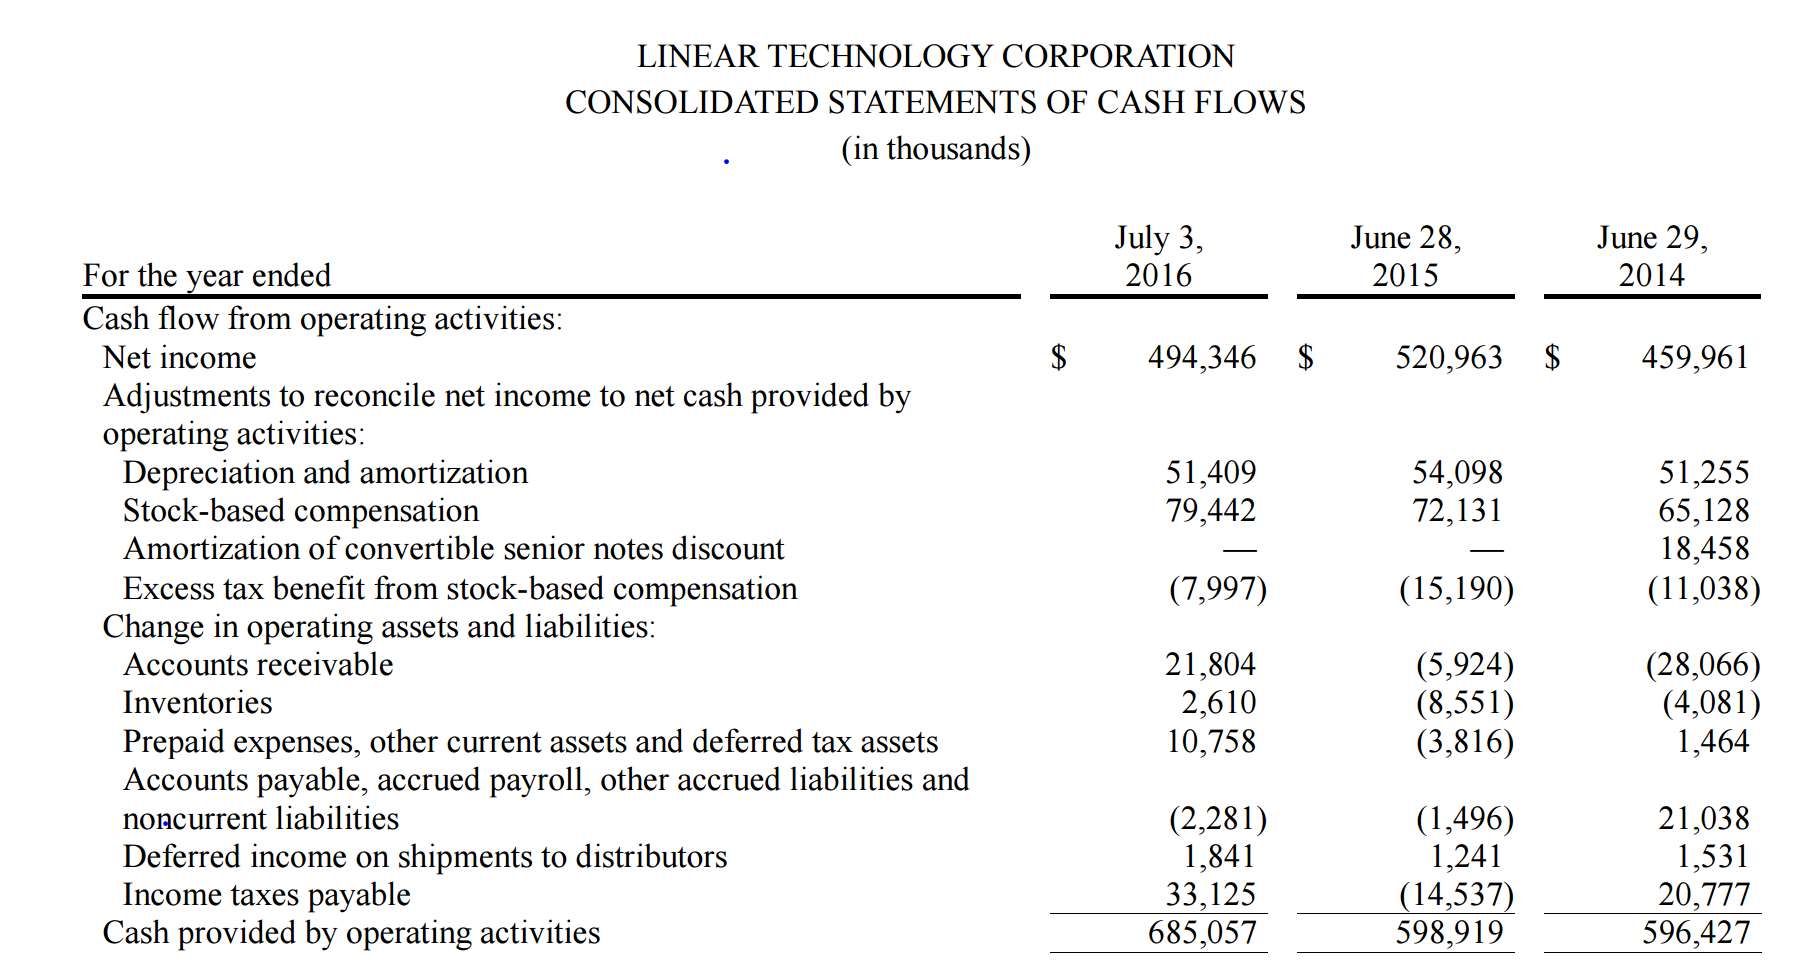 LINEAR TECHNOLOGY CORPORATION
CONSOLIDATED STATEMENTS OF CASH FLOWS
(in thousands)
July 3, June 28, June 29,
For the year ended 2016 2015 2014
Cash flow from operating activities:
Net income $ 494,346 $ 520,963 $ 459,961
Adjustments to reconcile net income to net cash provided by
operating activities:
Depreciation and amortization 51,409 54,098 51,255
Stock-based compensation 79,442 72,131 65,128
Amortization of convertible senior notes discount — — 18,458
Excess tax benefit from stock-based compensation (7,997) (15,190) (11,038)
Change in operating assets and liabilities:
Accounts receivable 21,804 (5,924) (28,066)
Inventories 2,610 (8,551) (4,081)
Prepaid expenses, other current assets and deferred tax assets 10,758 (3,816) 1,464
Accounts payable, accrued payroll, other accrued liabilities and
noncurrent liabilities (2,281) (1,496) 21,038
Deferred income on shipments to distributors 1,841 1,241 1,531
Income taxes payable 33,125 (14,537) 20,777
Cash provided by operating activities 685,057 598,919 596,427